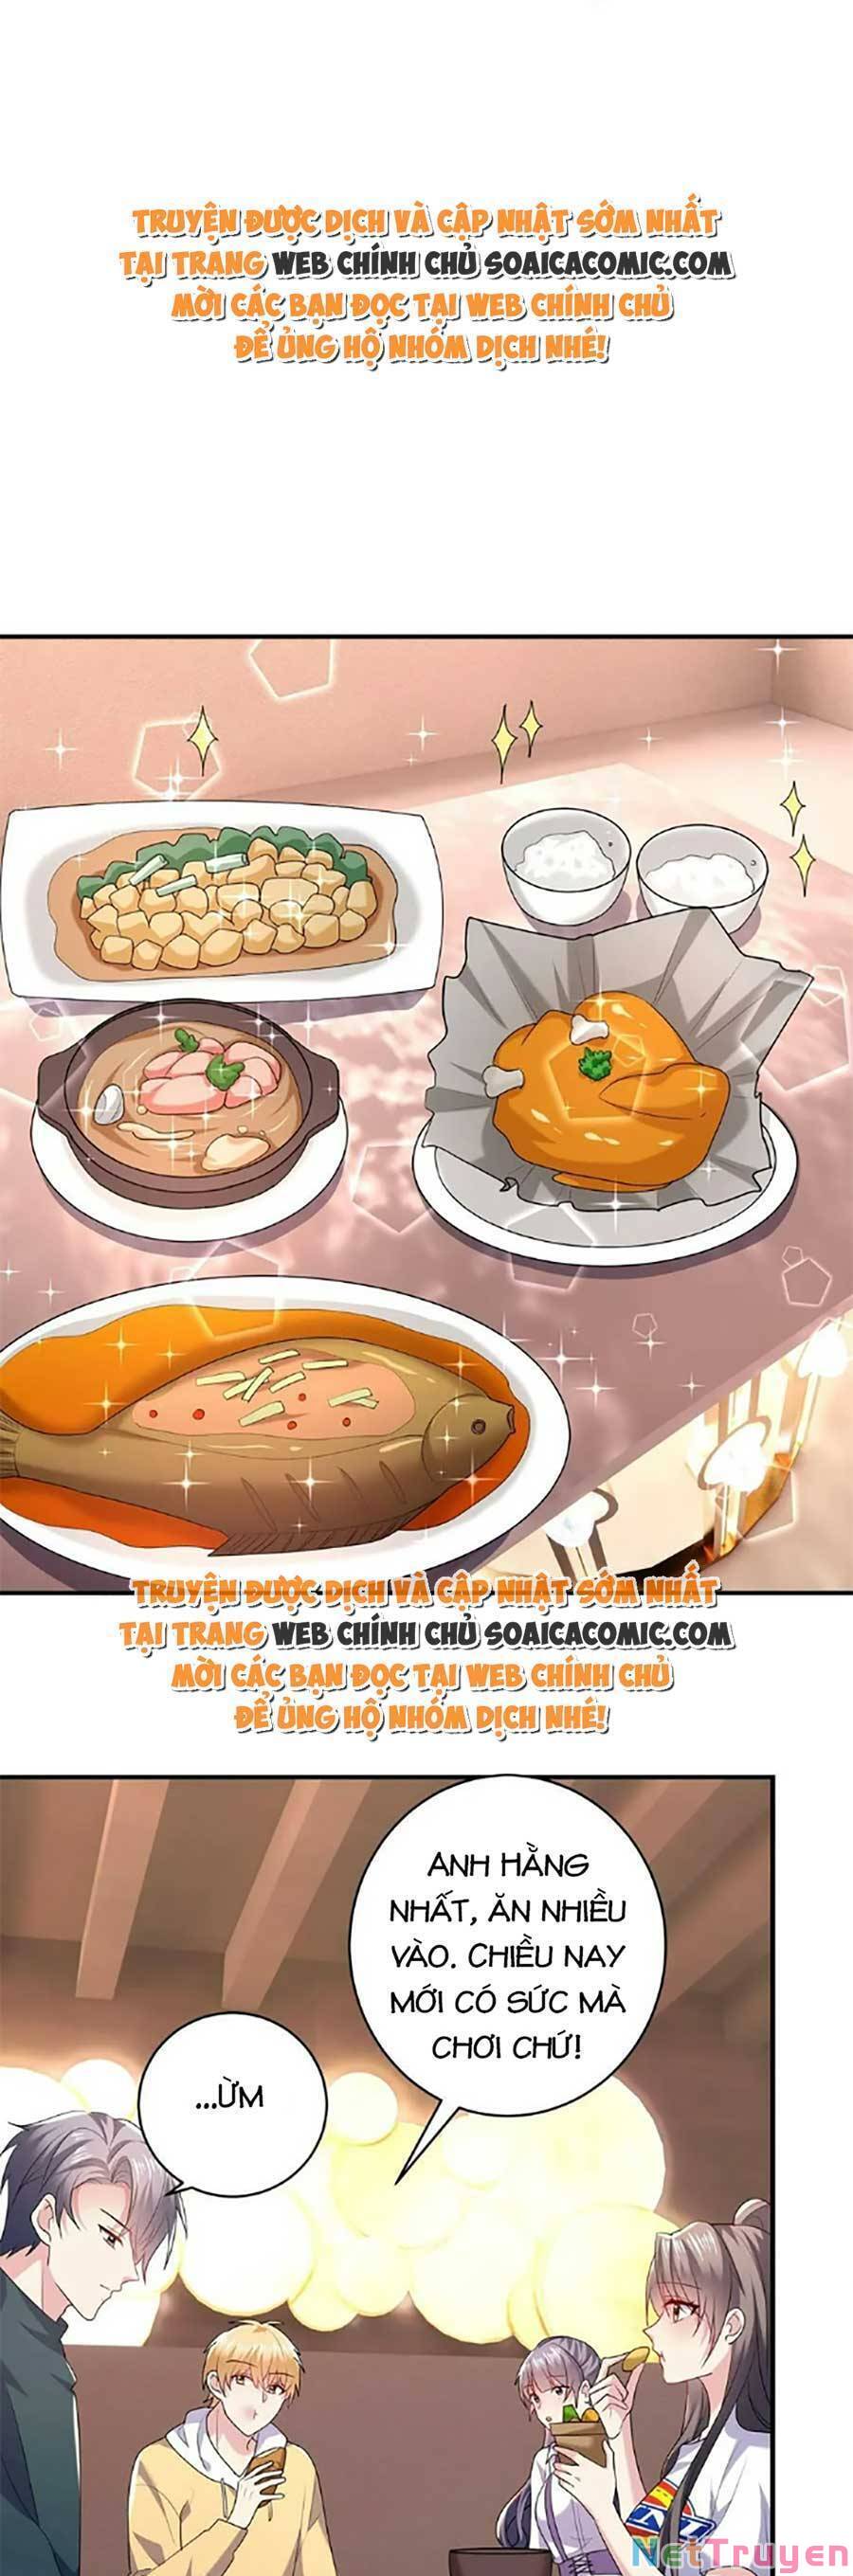 TRUYỆN ĐƯỢC DỊCH VÀ CẬP NHẬT SỚM NHẤT
TẠI TRANG WEB CHÍNH CHỦ SOAICACOMIC.COM
MỜI CÁC BẠN ĐỌC TẠI WEB CHÍNH CHỦ
ĐỂ ỦNG HỘ NHÓM DỊCH NHÉ!
TRUYỆN ĐƯỢC DỊCH VÀ CẬP NHẬT SỚM NHẤT
TẠI TRANG WEB CHÍNH CHỦ SOAICACOMIC.COM
MỜI CÁC BẠN ĐỌC TẠI WEB CHÍNH CHỦ
ĐỂ ỦNG HỘ NHÓM DỊCH NHÉ!
ANH HẰNG
NHẤT, ĂN NHIỀU
VÀO. CHIỀU NAY
MỚI CÓ SỨC MÀ
CHƠI CHỨ!
...ỪM
NetTruyen